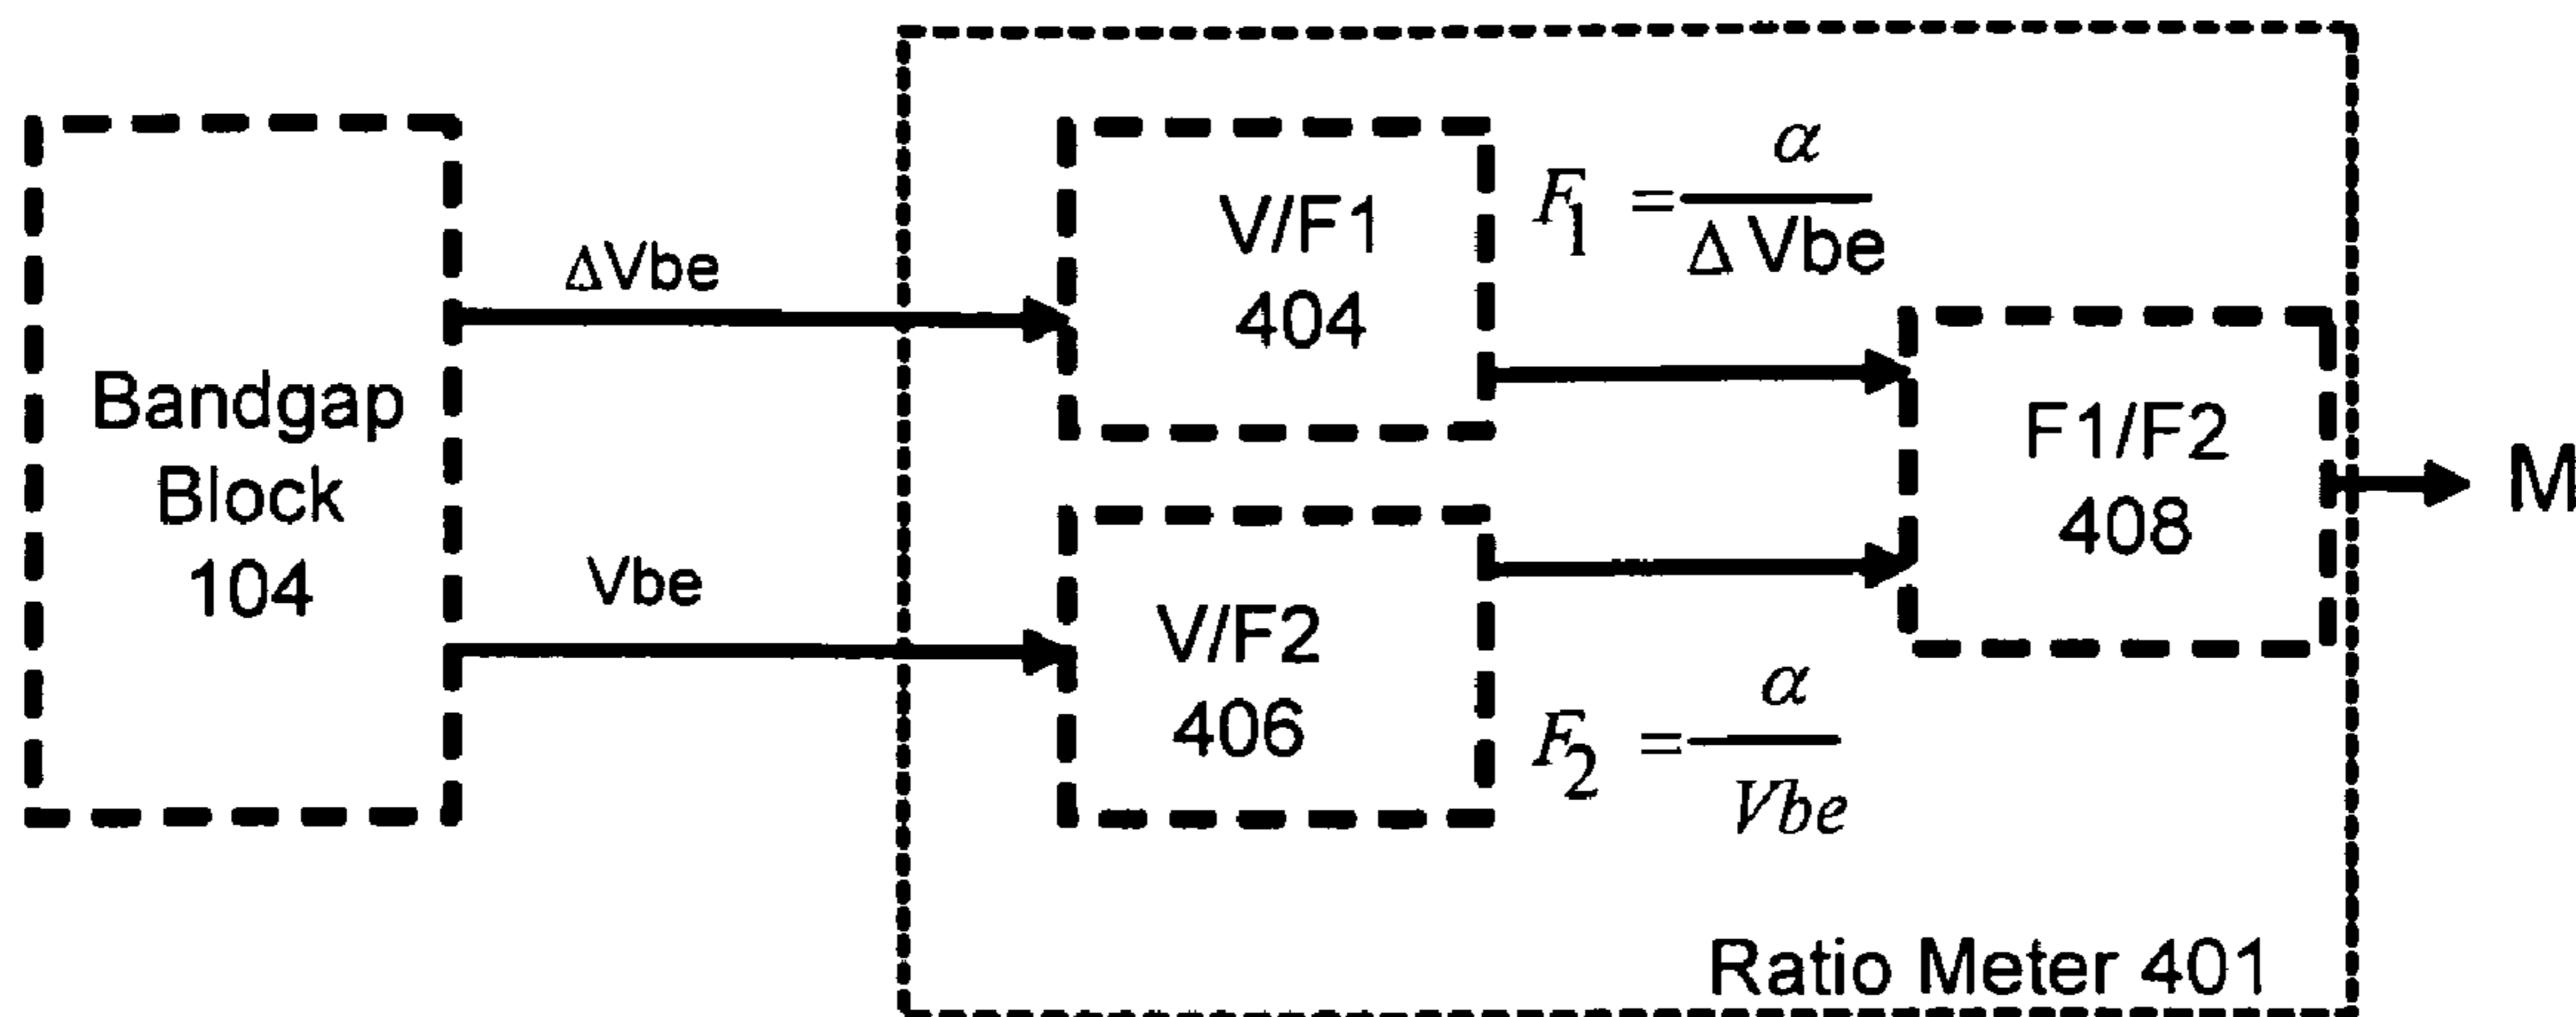 Bandgap
Block
104
ΔVbe
Vbe
V/F1
404
V/F2
406
F1 = α / ΔVbe
F2 = α / Vbe
F1/F2
408
M
Ratio Meter 401